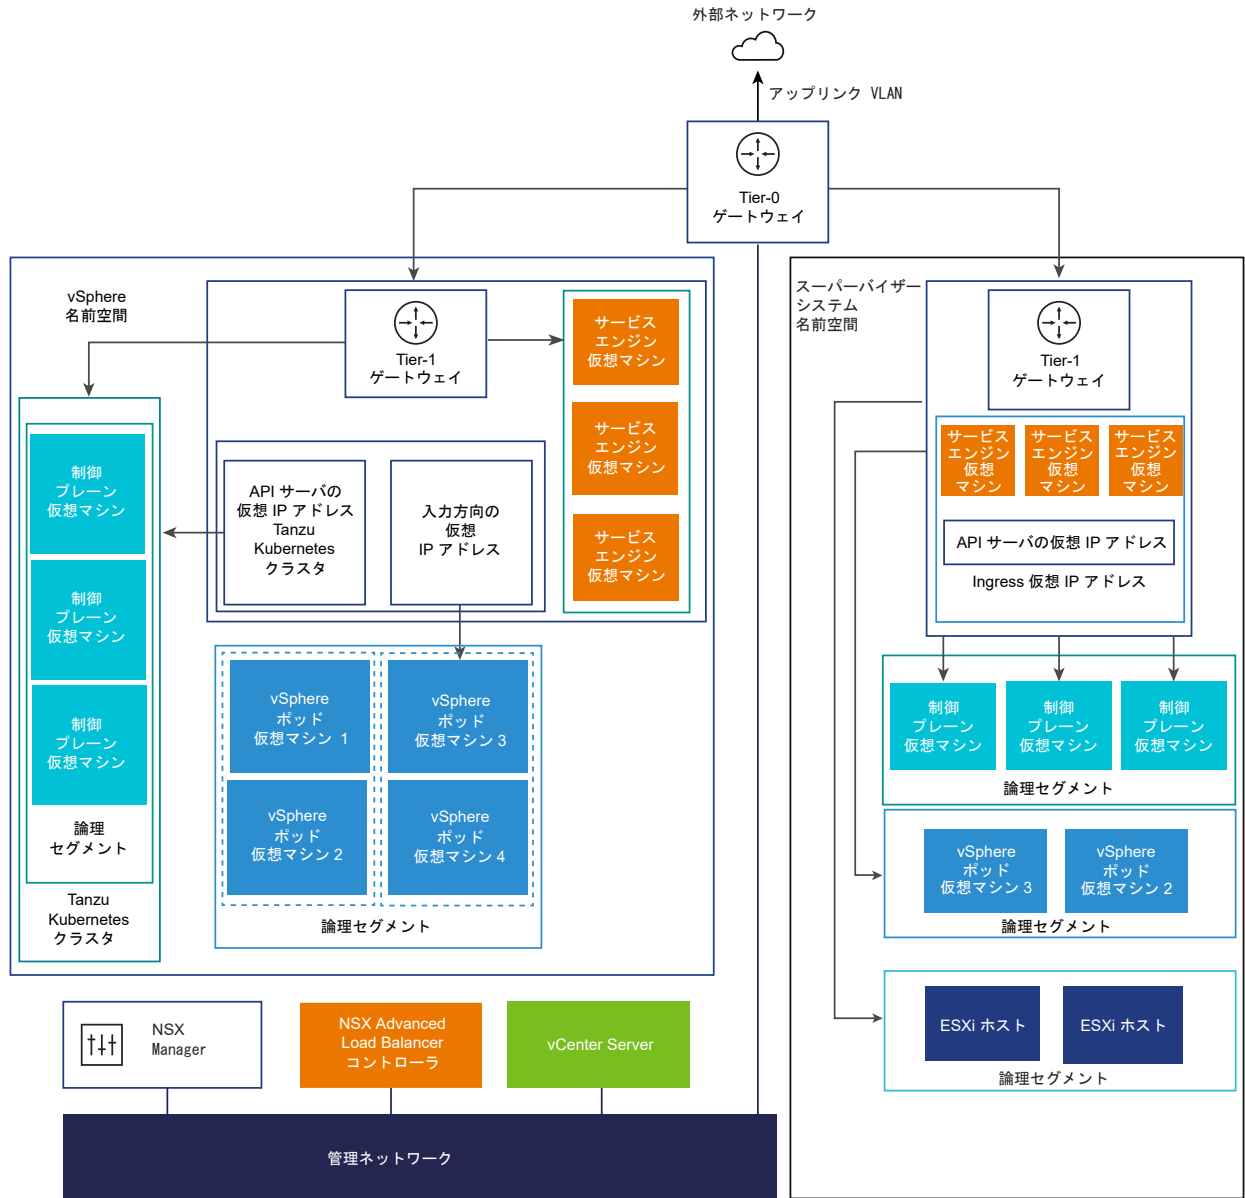 外部ネットワーク
アップリンク VLAN
Tier-0
ゲートウェイ
vSphere
名前空間
Tier-1
ゲートウェイ
サービス
エンジン
仮想マシン
サービス
エンジン
仮想マシン
サービス
エンジン
仮想マシン
制御
プレーン
仮想マシン
制御
プレーン
仮想マシン
制御
プレーン
仮想マシン
論理
セグメント
Tanzu
Kubernetes
クラスタ
API サーバの
仮想 IP アドレス
Tanzu
Kubernetes
クラスタ
入力方向の
仮想
IP アドレス
vSphere
ポッド
仮想マシン 1
vSphere
ポッド
仮想マシン 3
vSphere
ポッド
仮想マシン 2
vSphere
ポッド
仮想マシン 4
論理セグメント
スーパーバイザー
システム
名前空間
Tier-1
ゲートウェイ
サービス
エンジン
仮想
マシン
サービス
エンジン
仮想
マシン
サービス
エンジン
仮想
マシン
API サーバの仮想 IP アドレス
Ingress 仮想 IP アドレス
制御
プレーン
仮想マシン
制御
プレーン
仮想マシン
制御
プレーン
仮想マシン
論理セグメント
vSphere
ポッド
仮想マシン 3
vSphere
ポッド
仮想マシン 2
論理セグメント
ESXi ホスト
ESXi ホスト
論理セグメント
NSX
Manager
NSX Advanced
Load Balancer
コントローラ
vCenter Server
管理ネットワーク